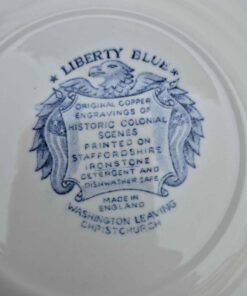 ★ LIBERTY BLUE ★
ORIGINAL COPPER
ENGRAVINGS OF
HISTORIC COLONIAL
SCENES
PRINTED ON
STAFFORDSHIRE
IRONSTONE
DETERGENT AND
DISHWASHER SAFE
MADE IN
ENGLAND
WASHINGTON LEAVING
CHRISTCHURCH